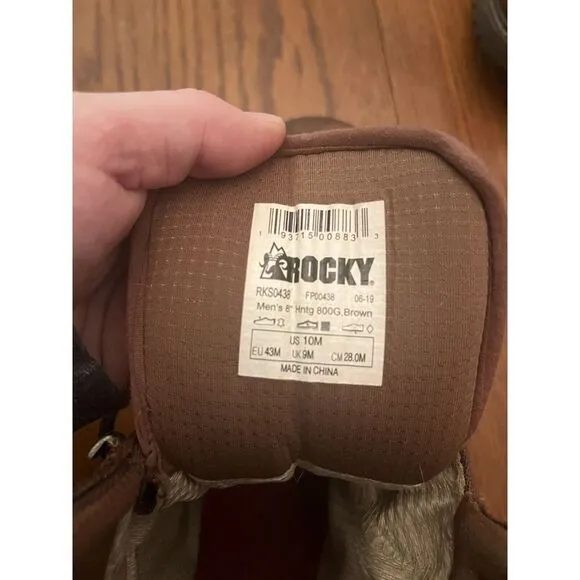 1 93715 00883 3
ROCKY®
RKS0438 FP00438 06-19
Men's 8" Hntg 800G, Brown
US 10M
EU 43M UK 9M CM 28.0M
MADE IN CHINA